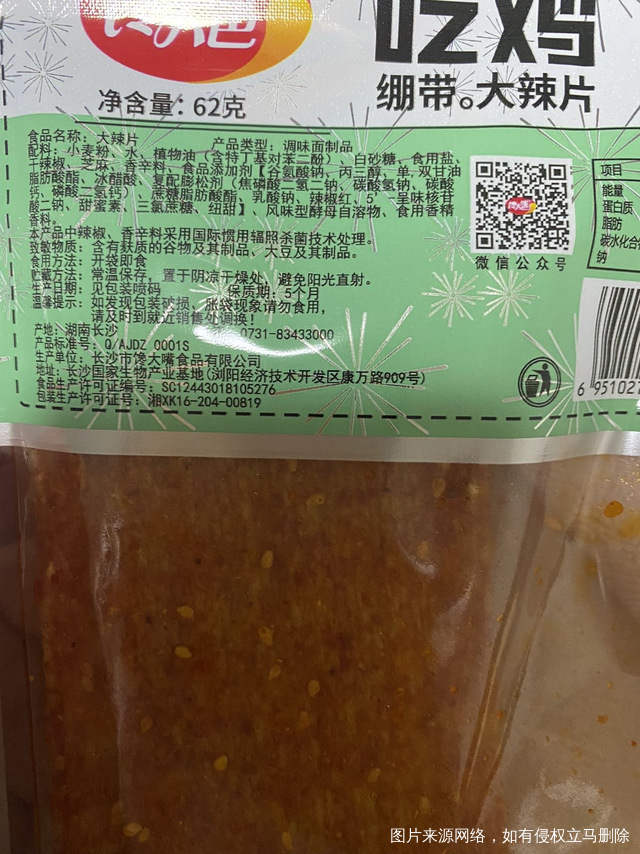 吃鸡
绷带。大辣片
净含量：62克
食品名称：大辣片 产品类型：调味面制品
配料：小麦粉、水、植物油（含特丁基对苯二酚）、白砂糖、食用盐、
干辣椒、芝麻、香辛料、食品添加剂【谷氨酸钠、丙三醇、单,双甘油
脂肪酸酯、冰醋酸、复配膨松剂（焦磷酸二氢二钠、碳酸氢钠、碳酸
钙、磷酸二氢钙）、蔗糖脂肪酸酯、乳酸钠、辣椒红、5′-呈味核苷
酸二钠、甜蜜素、三氯蔗糖、纽甜】、风味型酵母自溶物、食用香精
香料。
本产品中辣椒、香辛料采用国际惯用辐照杀菌技术处理。
致敏物质：含有麸质的谷物及其制品、大豆及其制品。
食用方法：开袋即食
贮藏方法：常温保存，置于阴凉干燥处、避免阳光直射。
生产日期：见包装喷码 保质期：5个月
温馨提示：如发现包装破损、胀袋现象请勿食用，
请及时到就近销售处调换！
产地：湖南长沙 0731-83433000
产品标准号：Q/AJDZ 0001S
生产单位：长沙市馋大嘴食品有限公司
地址：长沙国家生物产业基地(浏阳经济技术开发区康万路909号)
食品生产许可证编号：SC12443018105276
包装生产许可证号：湘XK16-204-00819
微信公众号
项目
能量
蛋白质
脂肪
碳水化合
钠
6 951021
图片来源网络，如有侵权立马删除